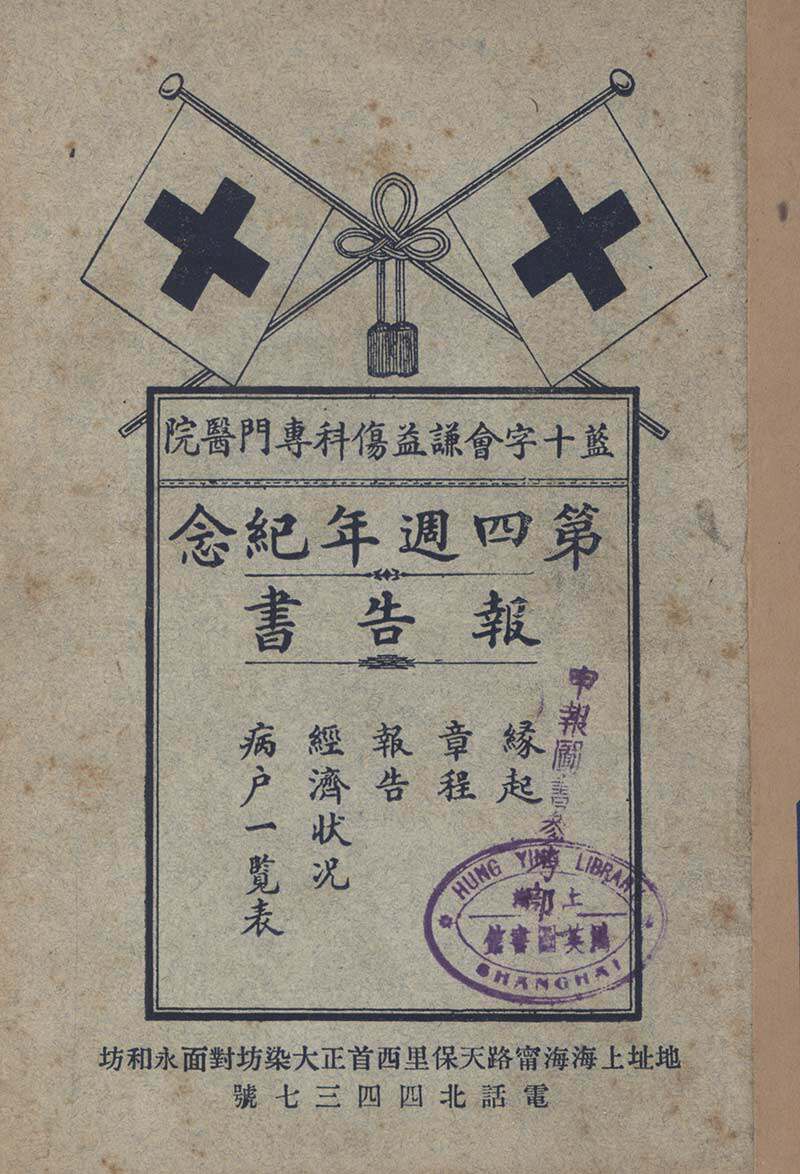 藍十字會謙益傷科專門醫院
第四週年紀念
報告書
緣起
章程
報告
經濟狀况
病户一覽表
申報圖書參考部
HUNG YING LIBRARY
上海
鴻英圖書館
SHANGHAI
地址上海海甯路天保里西首正大染坊對面永和坊
電話北四四三七號